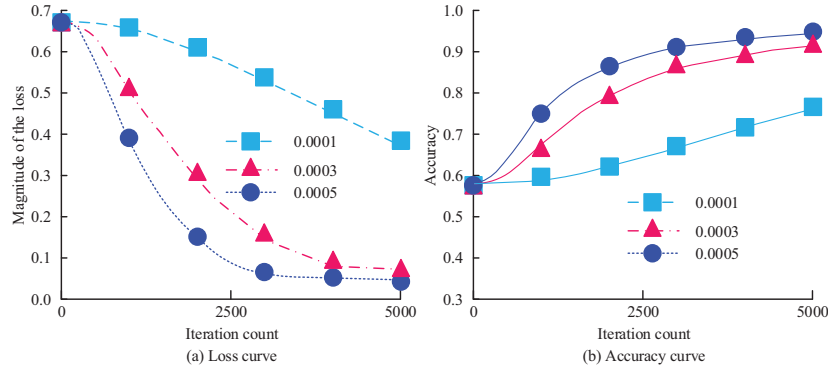 0.7
0.6
0.5
0.4
0.3
0.2
0.1
0.0
Magnitude of the loss
0.0001
0.0003
0.0005
0 2500 5000
Iteration count
(a) Loss curve
1.0
0.9
0.8
0.7
0.6
0.5
0.4
0.3
Accuracy
0.0001
0.0003
0.0005
0 2500 5000
Iteration count
(b) Accuracy curve